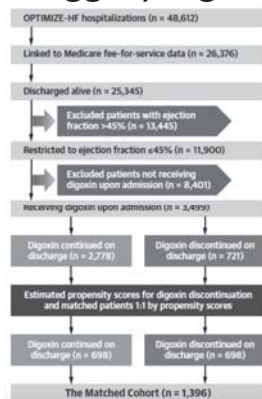 OPTIMIZE-HF hospitalizations (n = 48,612)
Linked to Medicare fee-for-service data (n = 26,376)
Discharged alive (n = 25,345)
Excluded patients with ejection
fraction >45% (n = 13,445)
Restricted to ejection fraction ≤45% (n = 11,900)
Excluded patients not receiving
digoxin upon admission (n = 8,401)
Receiving digoxin upon admission (n = 3,499)
Digoxin continued on
discharge (n = 2,778)
Digoxin discontinued on
discharge (n = 721)
Estimated propensity scores for digoxin discontinuation
and matched patients 1:1 by propensity scores
Digoxin continued on
discharge (n = 698)
Digoxin discontinued on
discharge (n = 698)
The Matched Cohort (n = 1,396)